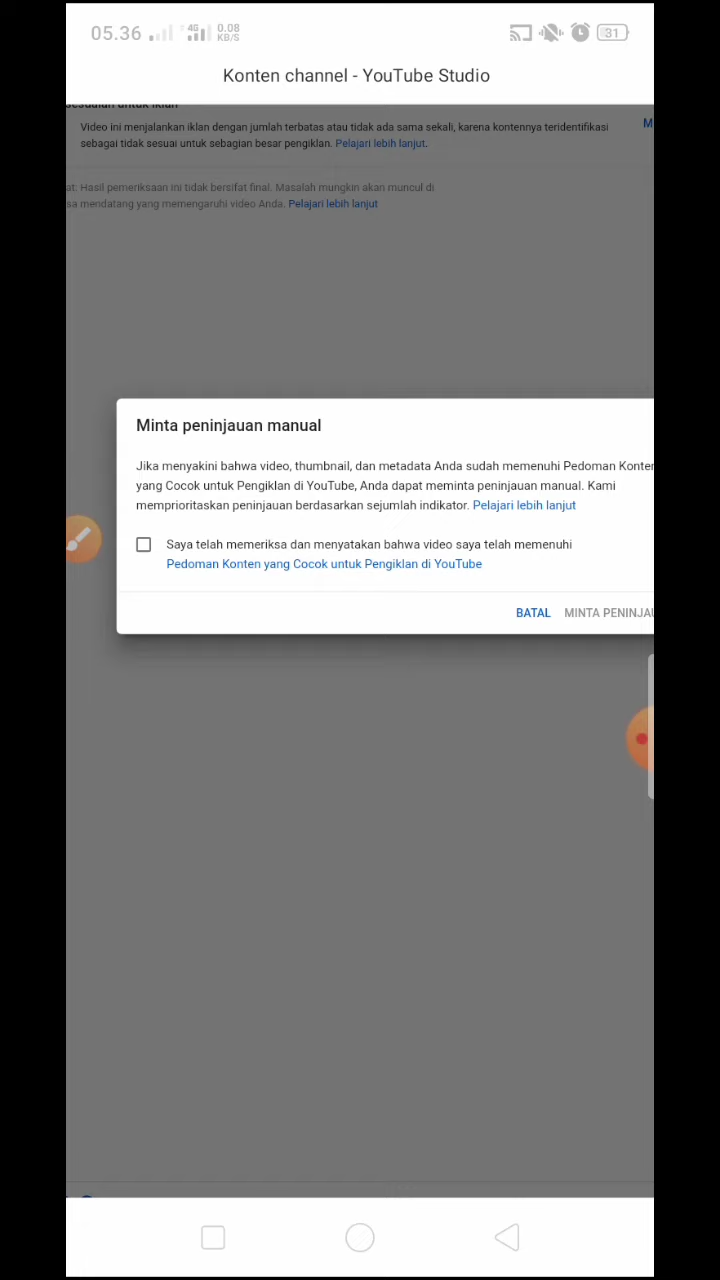 05.36 4G 0.08 KB/S 31
Konten channel - YouTube Studio
sesuaian untuk iklan
Video ini menjalankan iklan dengan jumlah terbatas atau tidak ada sama sekali, karena kontennya teridentifikasi M
sebagai tidak sesuai untuk sebagian besar pengiklan. Pelajari lebih lanjut.
at: Hasil pemeriksaan ini tidak bersifat final. Masalah mungkin akan muncul di
sa mendatang yang memengaruhi video Anda. Pelajari lebih lanjut
Minta peninjauan manual
Jika menyakini bahwa video, thumbnail, dan metadata Anda sudah memenuhi Pedoman Konten
yang Cocok untuk Pengiklan di YouTube, Anda dapat meminta peninjauan manual. Kami
memprioritaskan peninjauan berdasarkan sejumlah indikator. Pelajari lebih lanjut
Saya telah memeriksa dan menyatakan bahwa video saya telah memenuhi
Pedoman Konten yang Cocok untuk Pengiklan di YouTube
BATAL MINTA PENINJAU